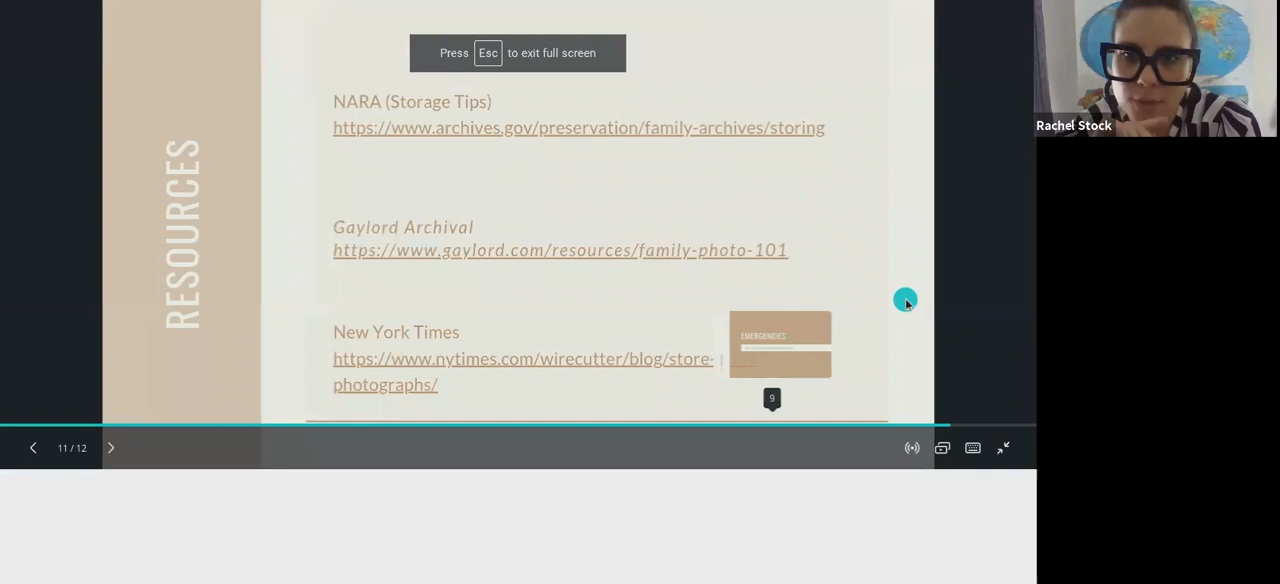 Press Esc to exit full screen
NARA (Storage Tips)
https://www.archives.gov/preservation/family-archives/storing
RESOURCES
Gaylord Archival
https://www.gaylord.com/resources/family-photo-101
New York Times
https://www.nytimes.com/wirecutter/blog/store-
photographs/
EMERGENCIES
9
11 / 12
Rachel Stock